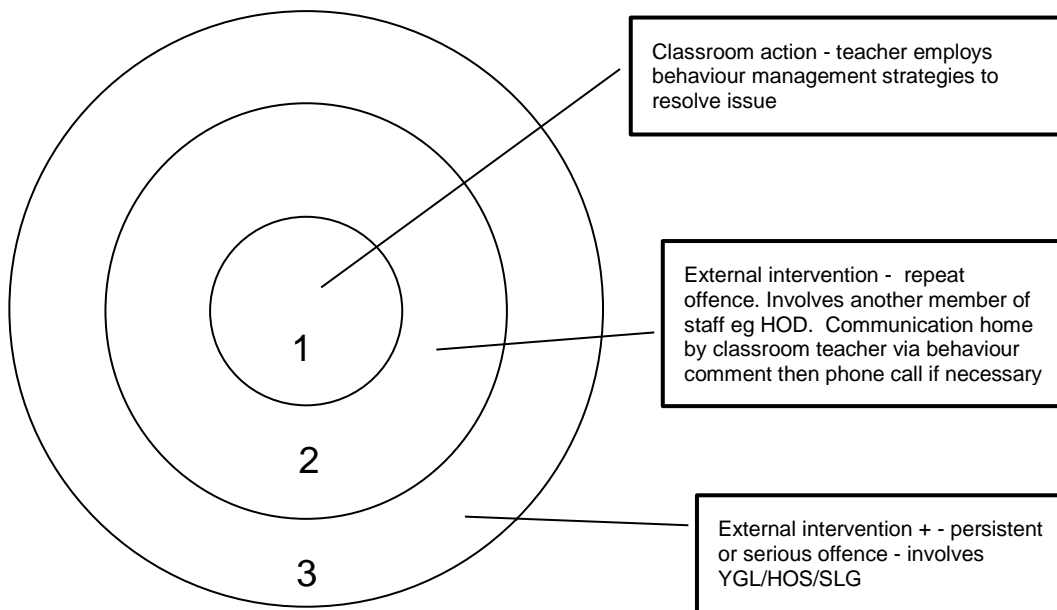 Classroom action - teacher employs
behaviour management strategies to
resolve issue
External intervention -  repeat
offence. Involves another member of
staff eg HOD.  Communication home
by classroom teacher via behaviour
comment then phone call if necessary
1
2
External intervention + - persistent
or serious offence - involves
YGL/HOS/SLG
3